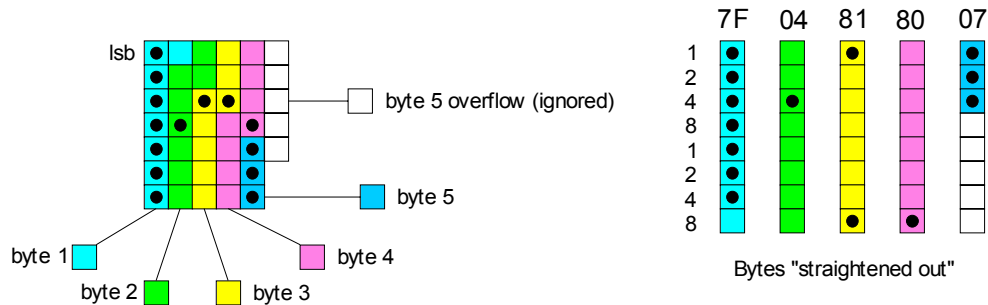 7F 04 81 80 07
lsb
1
2
4
8
1
2
4
8
byte 5 overflow (ignored)
byte 5
byte 1
byte 4
byte 2
byte 3
Bytes "straightened out"